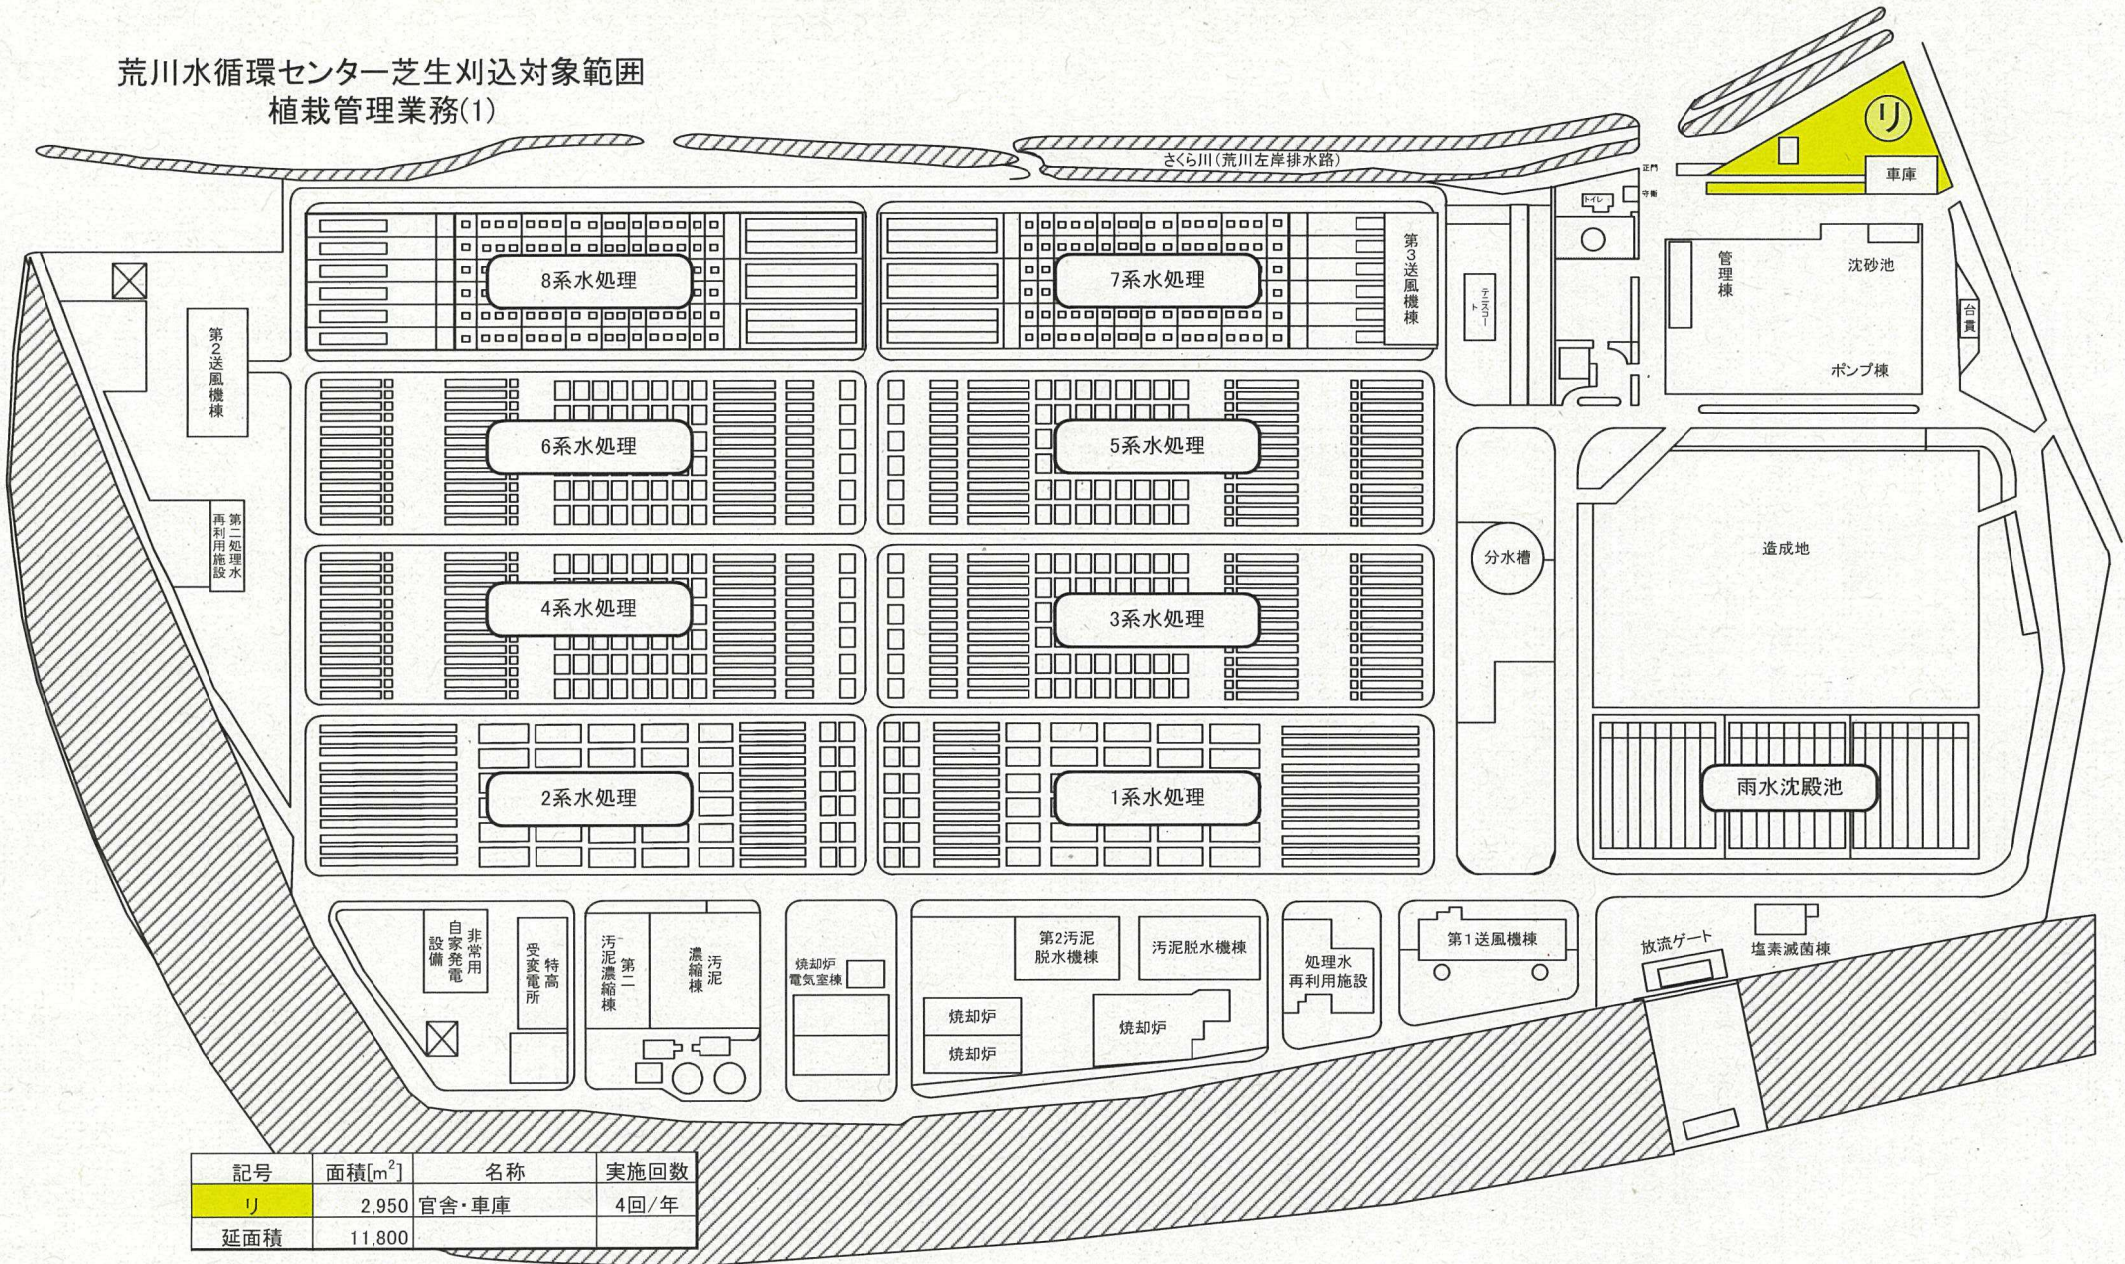 荒川水循環センター芝生刈込対象範囲
植栽管理業務(1)
さくら川(荒川左岸排水路)
正門
守衛
トイレ
リ
車庫
8系水処理
7系水処理
第3送風機棟
テニスコート
管理棟
沈砂池
台貫
ポンプ棟
第2送風機棟
6系水処理
5系水処理
第二処理水
再利用施設
分水槽
造成地
4系水処理
3系水処理
2系水処理
1系水処理
雨水沈殿池
非常用
自家発電
設備
特高
受変電所
第二
汚泥濃縮棟
汚泥
濃縮棟
焼却炉
電気室棟
第2汚泥
脱水機棟
汚泥脱水機棟
焼却炉
焼却炉
焼却炉
処理水
再利用施設
第1送風機棟
放流ゲート
塩素滅菌棟
記号 面積[m²] 名称 実施回数
リ 2,950 官舎・車庫 4回/年
延面積 11,800